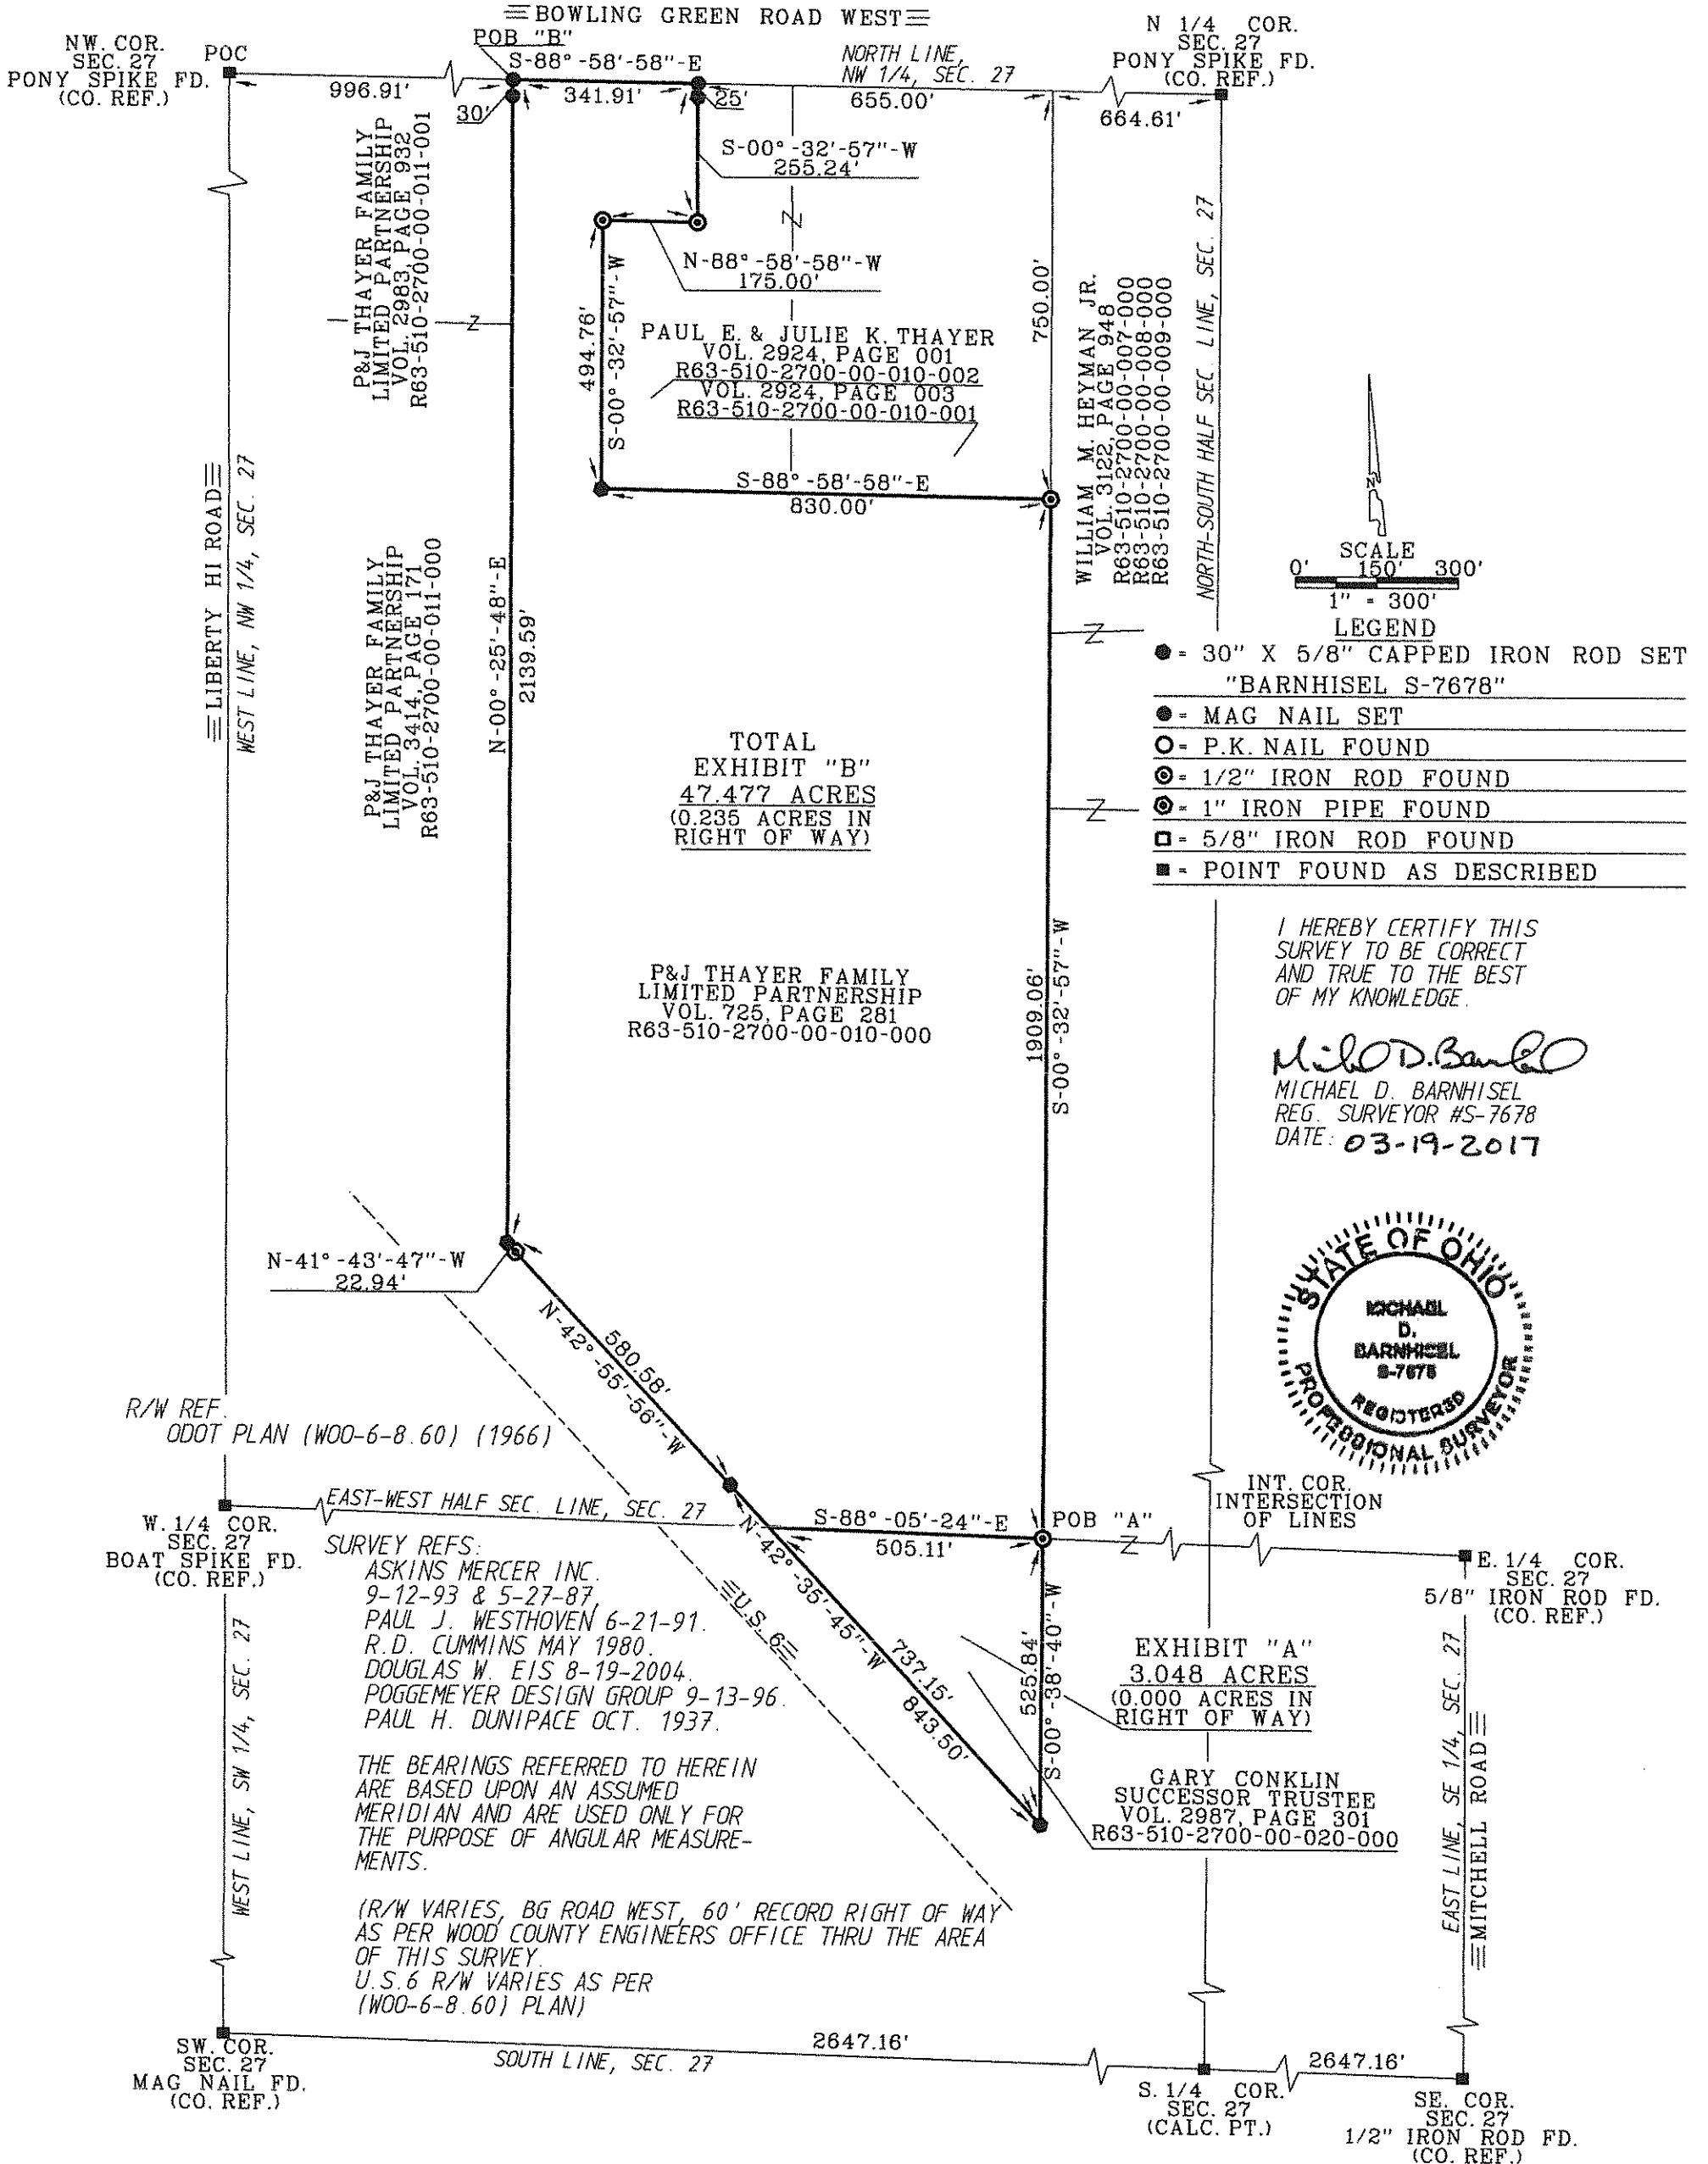 BOWLING GREEN ROAD WEST
NW. COR.
SEC. 27
PONY SPIKE FD.
(CO. REF.)
POC
POB "B"
S-88°-58'-58"-E
NORTH LINE,
NW 1/4, SEC. 27
N 1/4 COR.
SEC. 27
PONY SPIKE FD.
(CO. REF.)
996.91'
30'
341.91'
25'
655.00'
664.61'
S-00°-32'-57"-W
255.24'
N-88°-58'-58"-W
175.00'
494.76'
S-00°-32'-57"-W
750.00'
P&J THAYER FAMILY
LIMITED PARTNERSHIP
VOL. 2983, PAGE 932
R63-510-2700-00-011-001
PAUL E. & JULIE K. THAYER
VOL. 2924, PAGE 001
R63-510-2700-00-010-002
VOL. 2924, PAGE 003
R63-510-2700-00-010-001
WILLIAM M. HEYMAN JR.
VOL. 3122, PAGE 948
R63-510-2700-00-007-000
R63-510-2700-00-008-000
R63-510-2700-00-009-000
NORTH-SOUTH HALF SEC. LINE, SEC. 27
S-88°-58'-58"-E
830.00'
LIBERTY HI ROAD
WEST LINE, NW 1/4, SEC. 27
P&J THAYER FAMILY
LIMITED PARTNERSHIP
VOL. 3414, PAGE 171
R63-510-2700-00-011-000
N-00°-25'-48"-E
2139.59'
N
SCALE
0' 150' 300'
1" = 300'
LEGEND
= 30" X 5/8" CAPPED IRON ROD SET
"BARNHISEL S-7678"
= MAG NAIL SET
= P.K. NAIL FOUND
= 1/2" IRON ROD FOUND
= 1" IRON PIPE FOUND
= 5/8" IRON ROD FOUND
= POINT FOUND AS DESCRIBED
TOTAL
EXHIBIT "B"
47.477 ACRES
(0.235 ACRES IN
RIGHT OF WAY)
P&J THAYER FAMILY
LIMITED PARTNERSHIP
VOL. 725, PAGE 281
R63-510-2700-00-010-000
1909.06'
S-00°-32'-57"-W
I HEREBY CERTIFY THIS
SURVEY TO BE CORRECT
AND TRUE TO THE BEST
OF MY KNOWLEDGE.
MICHAEL D. BARNHISEL
REG. SURVEYOR #S-7678
DATE: 03-19-2017
STATE OF OHIO
MICHAEL
D.
BARNHISEL
S-7678
REGISTERED
PROFESSIONAL SURVEYOR
N-41°-43'-47"-W
22.94'
580.58'
N-42°-55'-56"-W
R/W REF.
ODOT PLAN (WOO-6-8.60) (1966)
EAST-WEST HALF SEC. LINE, SEC. 27
S-88°-05'-24"-E
505.11'
POB "A"
INT. COR.
INTERSECTION
OF LINES
W. 1/4 COR.
SEC. 27
BOAT SPIKE FD.
(CO. REF.)
E. 1/4 COR.
SEC. 27
5/8" IRON ROD FD.
(CO. REF.)
N-42°-35'-45"-W
737.15'
843.50'
525.84'
S-00°-38'-40"-W
U.S. 6
SURVEY REFS:
ASKINS MERCER INC.
9-12-93 & 5-27-87,
PAUL J. WESTHOVEN 6-21-91.
R.D. CUMMINS MAY 1980.
DOUGLAS W. EIS 8-19-2004.
POGGEMEYER DESIGN GROUP 9-13-96.
PAUL H. DUNIPACE OCT. 1937.
EXHIBIT "A"
3.048 ACRES
(0.000 ACRES IN
RIGHT OF WAY)
GARY CONKLIN
SUCCESSOR TRUSTEE
VOL. 2987, PAGE 301
R63-510-2700-00-020-000
WEST LINE, SW 1/4, SEC. 27
EAST LINE, SE 1/4, SEC. 27
MITCHELL ROAD
THE BEARINGS REFERRED TO HEREIN
ARE BASED UPON AN ASSUMED
MERIDIAN AND ARE USED ONLY FOR
THE PURPOSE OF ANGULAR MEASURE-
MENTS.
(R/W VARIES, BG ROAD WEST, 60' RECORD RIGHT OF WAY
AS PER WOOD COUNTY ENGINEERS OFFICE THRU THE AREA
OF THIS SURVEY.
U.S.6 R/W VARIES AS PER
(WOO-6-8.60) PLAN)
SW. COR.
SEC. 27
MAG NAIL FD.
(CO. REF.)
2647.16'
SOUTH LINE, SEC. 27
S. 1/4 COR.
SEC. 27
(CALC. PT.)
2647.16'
SE. COR.
SEC. 27
1/2" IRON ROD FD.
(CO. REF.)